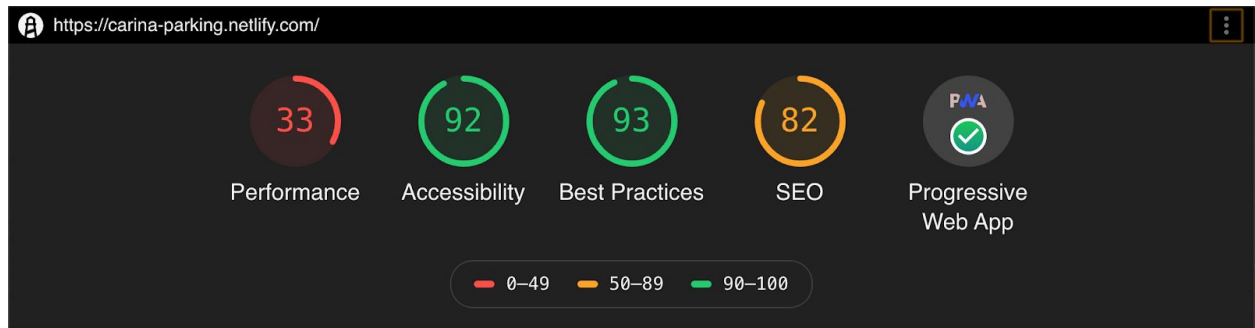 https://carina-parking.netlify.com/
33 92 93 82 PWA
Performance Accessibility Best Practices SEO Progressive
Web App
0–49 50–89 90–100